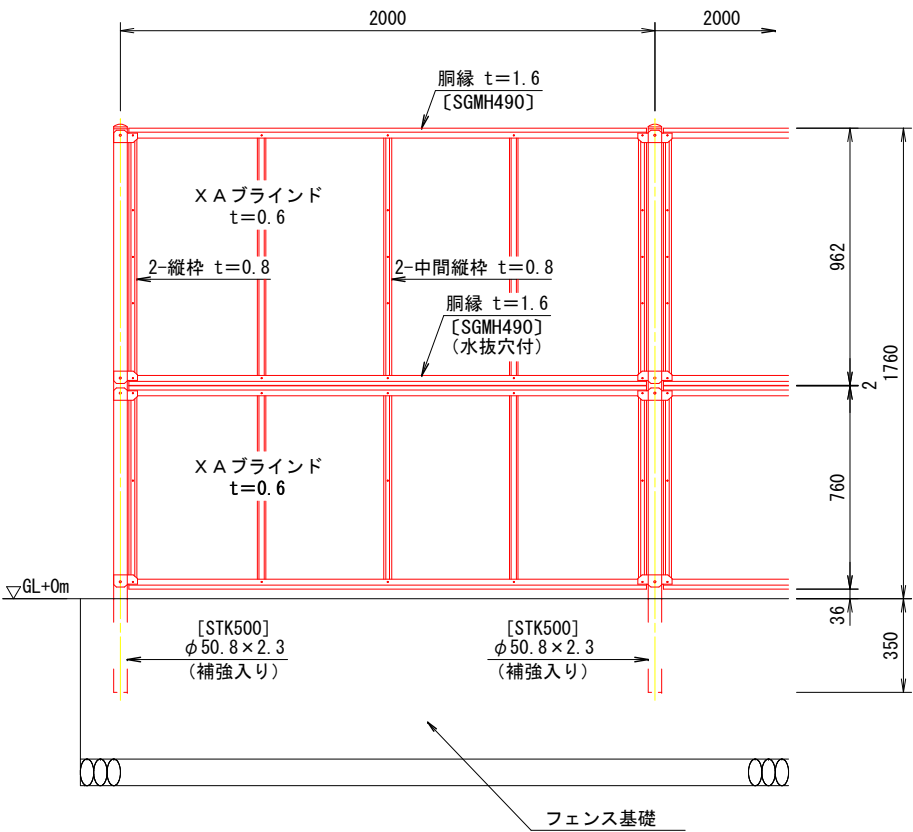 2000
2000
胴縁 t=1.6
[SGMH490]
ＸＡブラインド
t=0.6
2-縦枠 t=0.8
2-中間縦枠 t=0.8
胴縁 t=1.6
[SGMH490]
(水抜穴付)
962
2
1760
ＸＡブラインド
t=0.6
760
▽GL+0m
36
[STK500]
φ50.8×2.3
(補強入り)
[STK500]
φ50.8×2.3
(補強入り)
350
フェンス基礎